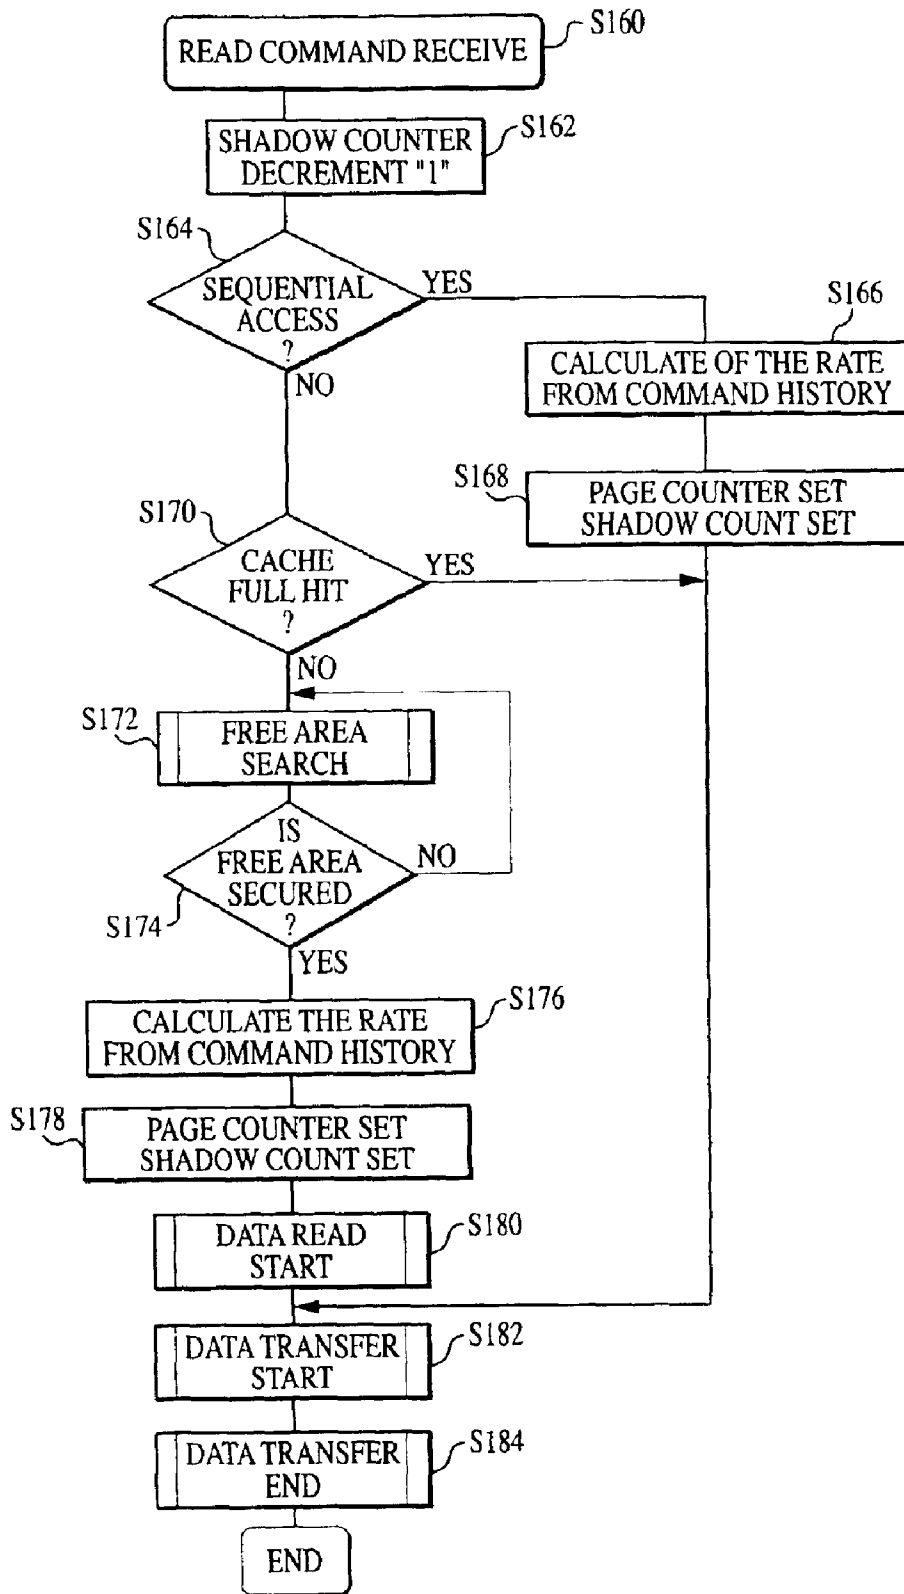 READ COMMAND RECEIVE
S160
SHADOW COUNTER
DECREMENT "1"
S162
S164
SEQUENTIAL
ACCESS
?
YES
NO
S166
CALCULATE OF THE RATE
FROM COMMAND HISTORY
S168
PAGE COUNTER SET
SHADOW COUNT SET
S170
CACHE
FULL HIT
?
YES
NO
S172
FREE AREA
SEARCH
IS
FREE AREA
SECURED
?
NO
S174
YES
S176
CALCULATE THE RATE
FROM COMMAND HISTORY
S178
PAGE COUNTER SET
SHADOW COUNT SET
DATA READ
START
S180
DATA TRANSFER
START
S182
DATA TRANSFER
END
S184
END